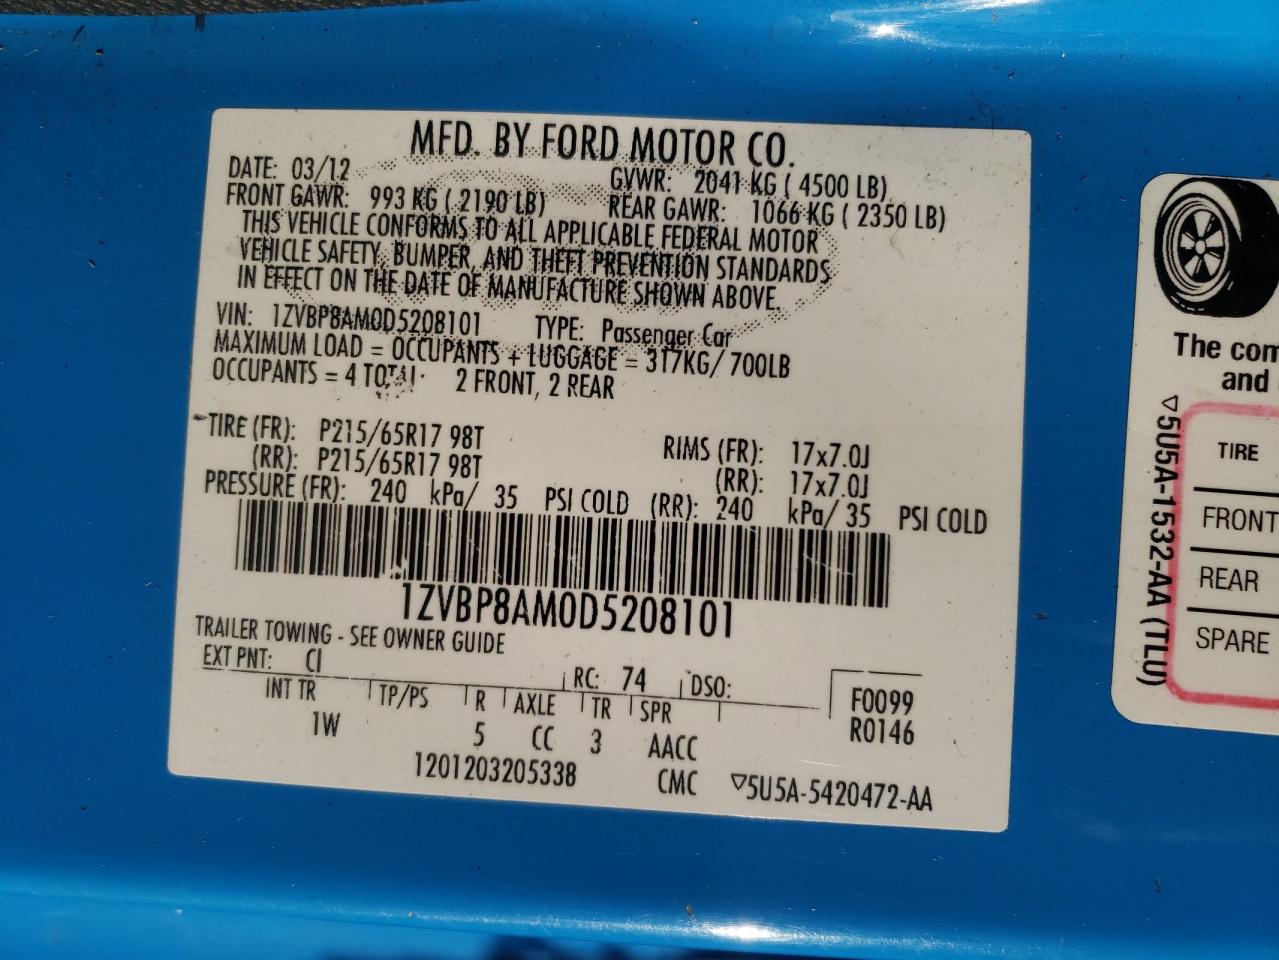 MFD. BY FORD MOTOR CO.
DATE: 03/12 GVWR: 2041 KG ( 4500 LB)
FRONT GAWR: 993 KG ( 2190 LB) REAR GAWR: 1066 KG ( 2350 LB)
THIS VEHICLE CONFORMS TO ALL APPLICABLE FEDERAL MOTOR
VEHICLE SAFETY, BUMPER, AND THEFT PREVENTION STANDARDS
IN EFFECT ON THE DATE OF MANUFACTURE SHOWN ABOVE.
VIN: 1ZVBP8AM0D5208101 TYPE: Passenger Car
MAXIMUM LOAD = OCCUPANTS + LUGGAGE = 317KG/ 700LB
OCCUPANTS = 4 TOTAL: 2 FRONT, 2 REAR
TIRE (FR): P215/65R17 98T RIMS (FR): 17x7.0J
(RR): P215/65R17 98T (RR): 17x7.0J
PRESSURE (FR): 240 kPa/ 35 PSI COLD (RR): 240 kPa/ 35 PSI COLD
1ZVBP8AM0D5208101
TRAILER TOWING - SEE OWNER GUIDE
EXT PNT: CI RC: 74 DSO:
INT TR TP/PS R AXLE TR SPR F0099
1W 5 CC 3 AACC R0146
1201203205338 CMC ▽5U5A-5420472-AA
The com
and
▽5U5A-1532-AA (TLU)
TIRE
FRONT
REAR
SPARE